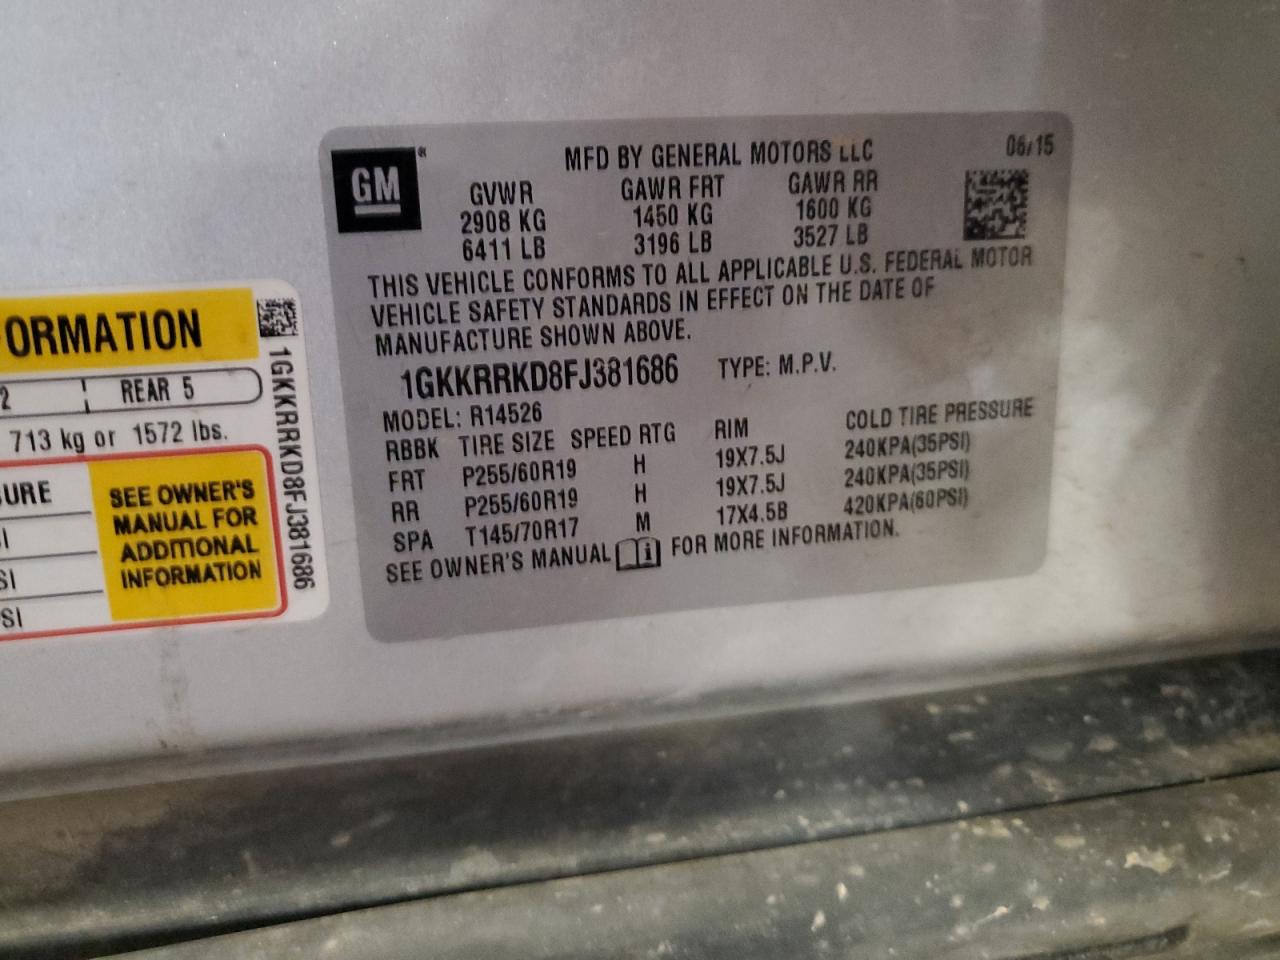 ORMATION
2 REAR 5
713 kg or 1572 lbs.
URE
SEE OWNER'S
MANUAL FOR
ADDITIONAL
INFORMATION
I
SI
SI
1GKKRRKD8FJ381686
GM®
MFD BY GENERAL MOTORS LLC 06/15
GVWR GAWR FRT GAWR RR
2908 KG 1450 KG 1600 KG
6411 LB 3196 LB 3527 LB
THIS VEHICLE CONFORMS TO ALL APPLICABLE U.S. FEDERAL MOTOR
VEHICLE SAFETY STANDARDS IN EFFECT ON THE DATE OF
MANUFACTURE SHOWN ABOVE.
1GKKRRKD8FJ381686 TYPE: M.P.V.
MODEL: R14526
RBBK TIRE SIZE SPEED RTG RIM COLD TIRE PRESSURE
FRT P255/60R19 H 19X7.5J 240KPA(35PSI)
RR P255/60R19 H 19X7.5J 240KPA(35PSI)
SPA T145/70R17 M 17X4.5B 420KPA(60PSI)
SEE OWNER'S MANUAL FOR MORE INFORMATION.